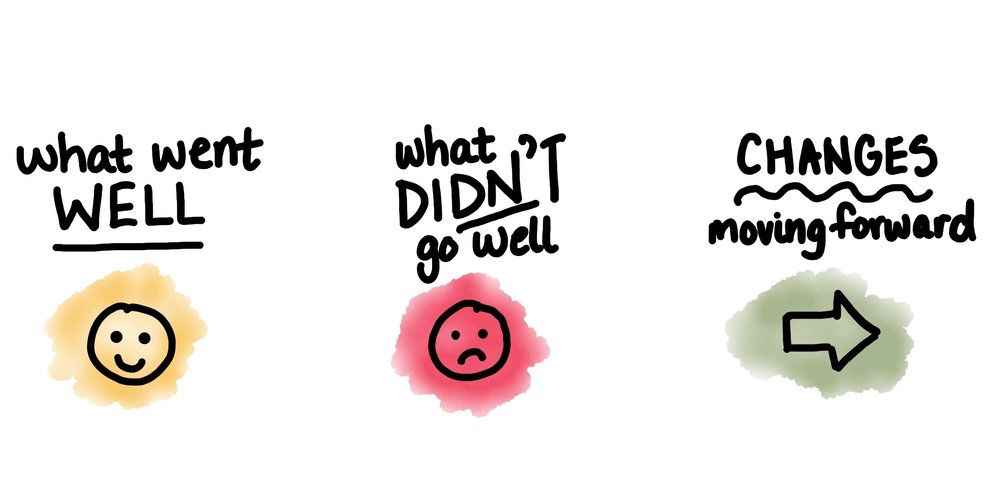 what went
WELL
what
DIDN'T
go well
CHANGES
moving forward